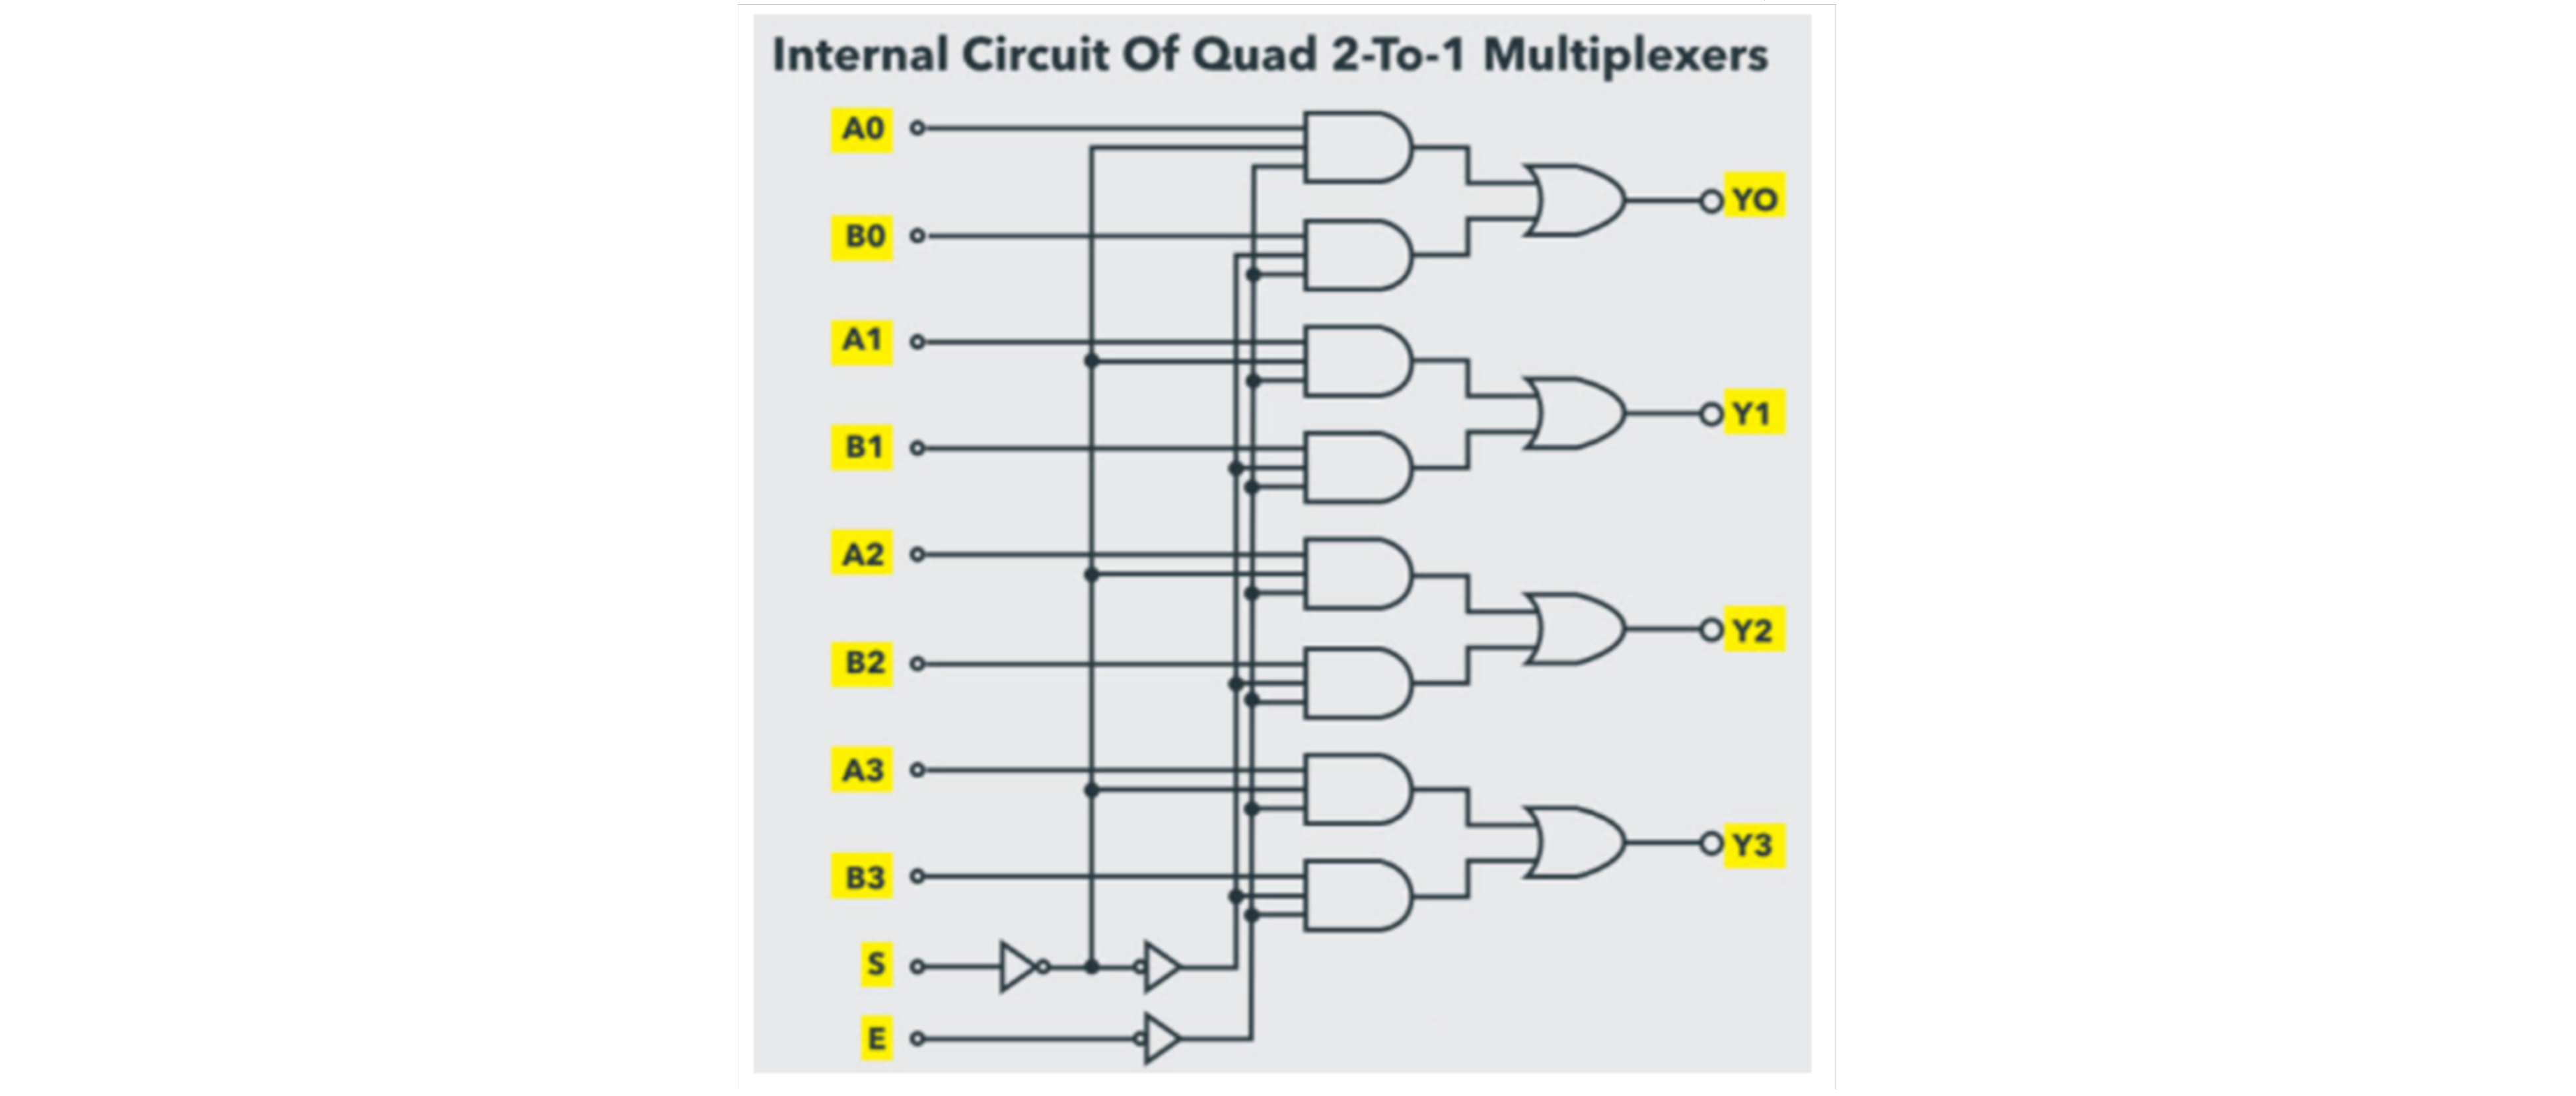 Internal Circuit Of Quad 2-To-1 Multiplexers
A0
YO
B0
A1
Y1
B1
A2
Y2
B2
A3
Y3
B3
S
E